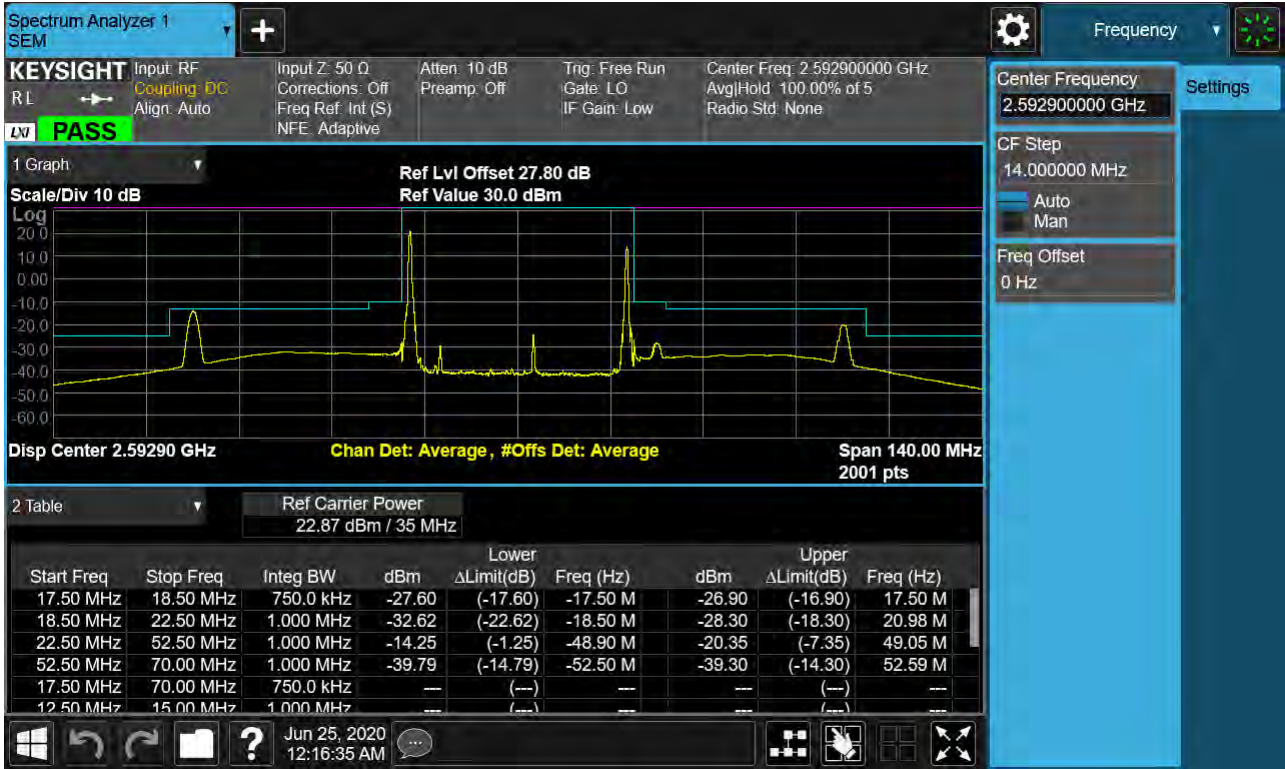 Spectrum Analyzer 1
SEM
Frequency
KEYSIGHT
R L
LXI
PASS
Input: RF
Coupling: DC
Align: Auto
Input Z: 50 Ω
Corrections: Off
Freq Ref: Int (S)
NFE: Adaptive
Atten: 10 dB
Preamp: Off
Trig: Free Run
Gate: LO
IF Gain: Low
Center Freq: 2.592900000 GHz
Avg|Hold: 100.00% of 5
Radio Std: None
Center Frequency
2.592900000 GHz
Settings
CF Step
14.000000 MHz
Auto
Man
Freq Offset
0 Hz
1 Graph
Scale/Div 10 dB
Ref Lvl Offset 27.80 dB
Ref Value 30.0 dBm
Log
20.0
10.0
0.00
-10.0
-20.0
-30.0
-40.0
-50.0
-60.0
Disp Center 2.59290 GHz
Chan Det: Average , #Offs Det: Average
Span 140.00 MHz
2001 pts
2 Table
Ref Carrier Power
22.87 dBm / 35 MHz
Lower Upper
Start Freq Stop Freq Integ BW dBm ΔLimit(dB) Freq (Hz) dBm ΔLimit(dB) Freq (Hz)
17.50 MHz 18.50 MHz 750.0 kHz -27.60 (-17.60) -17.50 M -26.90 (-16.90) 17.50 M
18.50 MHz 22.50 MHz 1.000 MHz -32.62 (-22.62) -18.50 M -28.30 (-18.30) 20.98 M
22.50 MHz 52.50 MHz 1.000 MHz -14.25 (-1.25) -48.90 M -20.35 (-7.35) 49.05 M
52.50 MHz 70.00 MHz 1.000 MHz -39.79 (-14.79) -52.50 M -39.30 (-14.30) 52.59 M
17.50 MHz 70.00 MHz 750.0 kHz --- (---) --- --- (---) ---
12.50 MHz 15.00 MHz 1.000 MHz --- (---) --- --- (---) ---
Jun 25, 2020
12:16:35 AM